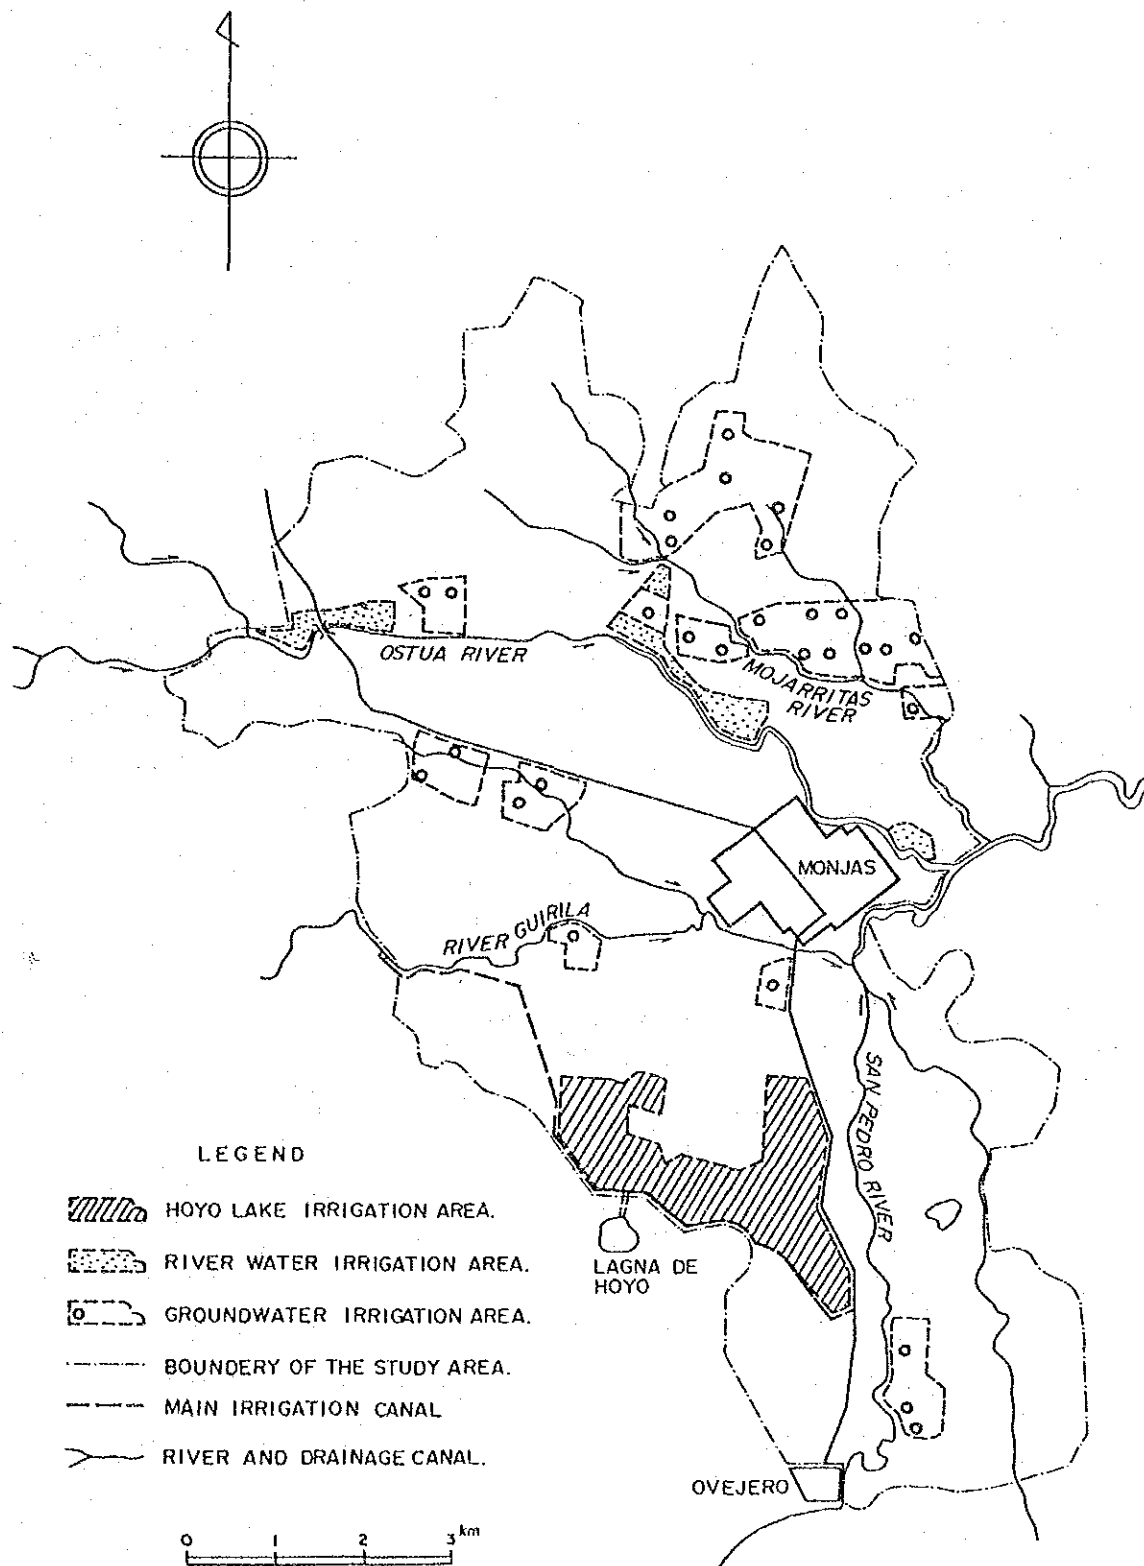 OSTUA RIVER
MOJARRITAS
RIVER
MONJAS
RIVER GUIRILA
SAN PEDRO RIVER
LAGNA DE
HOYO
OVEJERO
LEGEND
HOYO LAKE IRRIGATION AREA.
RIVER WATER IRRIGATION AREA.
GROUNDWATER IRRIGATION AREA.
BOUNDERY OF THE STUDY AREA.
MAIN IRRIGATION CANAL
RIVER AND DRAINAGE CANAL.
0 1 2 3 km